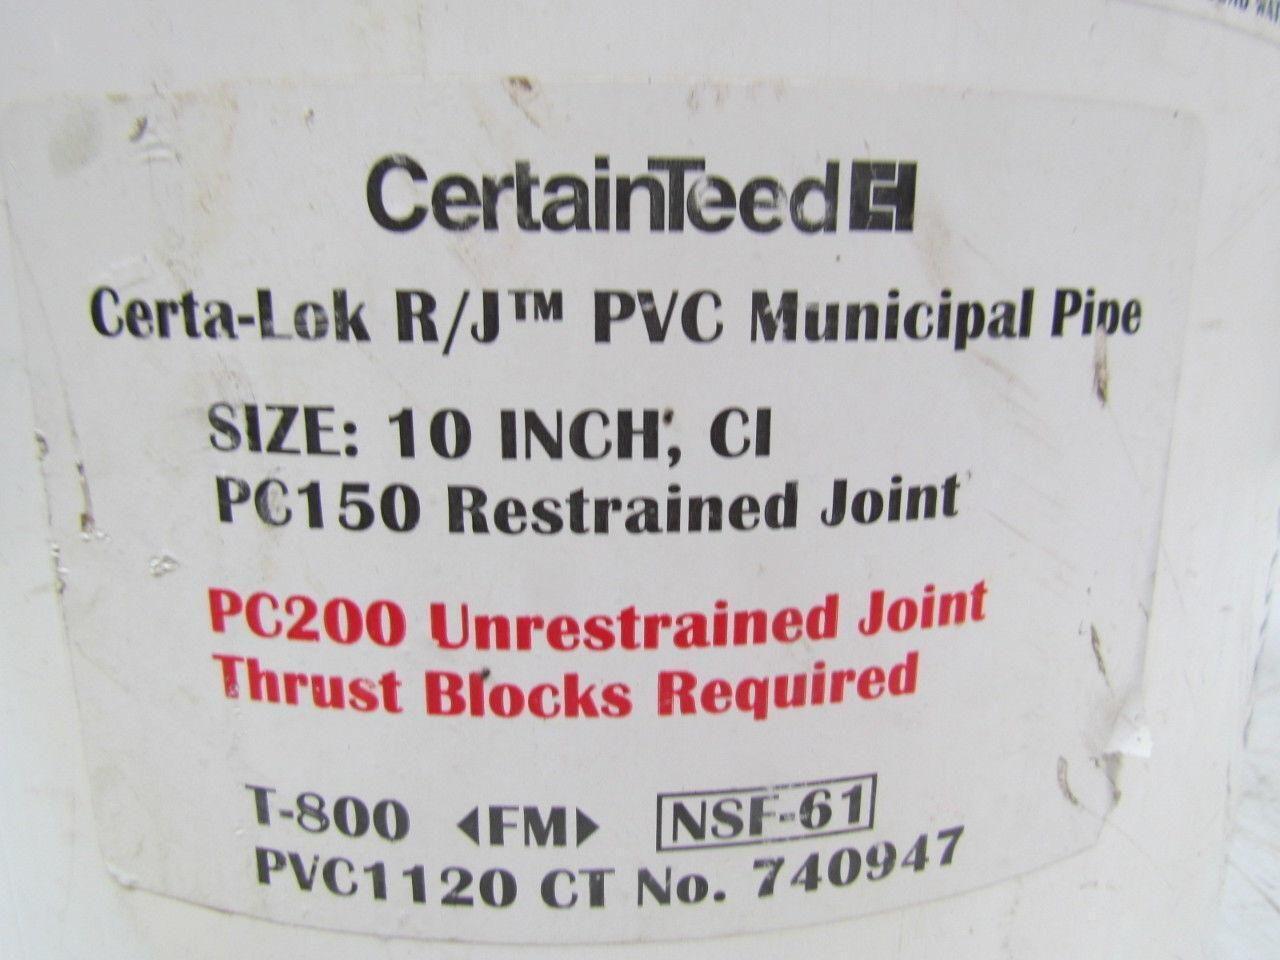 CertainTeed
Certa-Lok R/J™ PVC Municipal Pipe
SIZE: 10 INCH, CI
PC150 Restrained Joint
PC200 Unrestrained Joint
Thrust Blocks Required
T-800 ◄FM► NSF-61
PVC1120 CT No. 740947